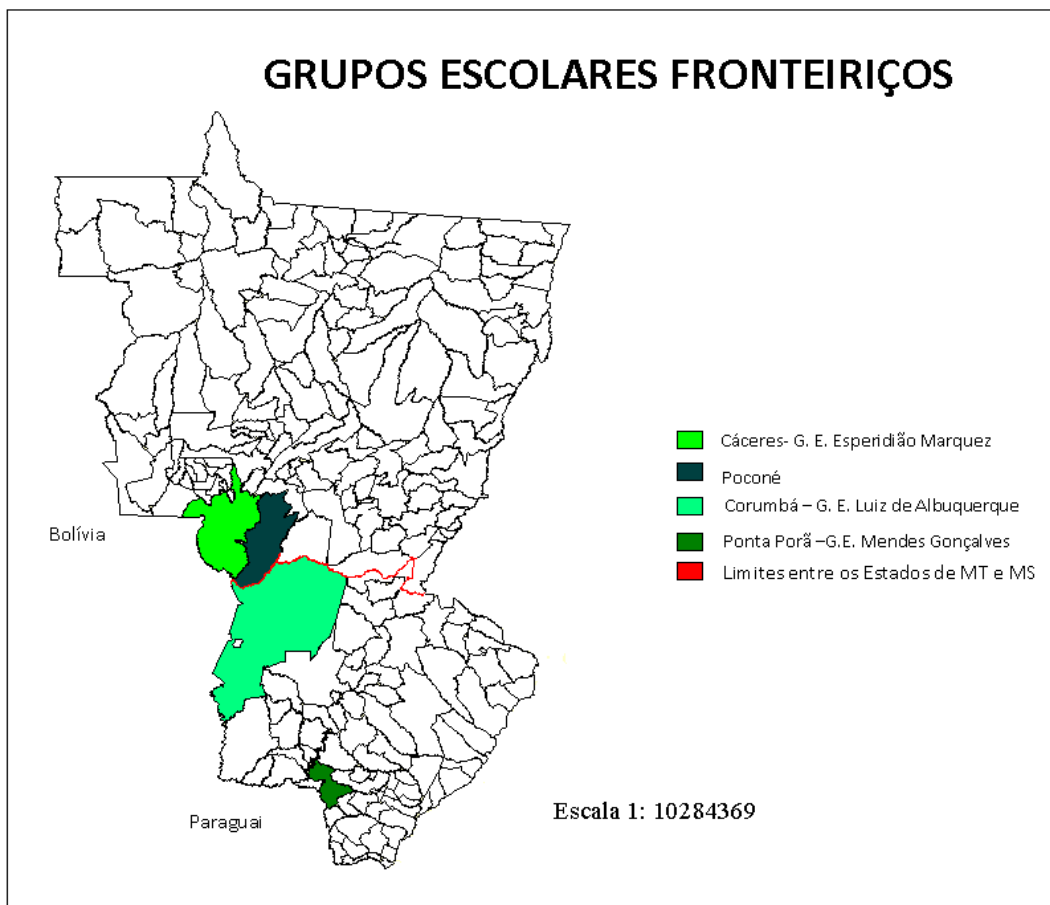 GRUPOS ESCOLARES FRONTEIRIÇOS
Cáceres- G. E. Esperidião Marquez
Poconé
Corumbá – G. E. Luiz de Albuquerque
Ponta Porã –G.E. Mendes Gonçalves
Limites entre os Estados de MT e MS
Bolívia
Paraguai
Escala 1: 10284369